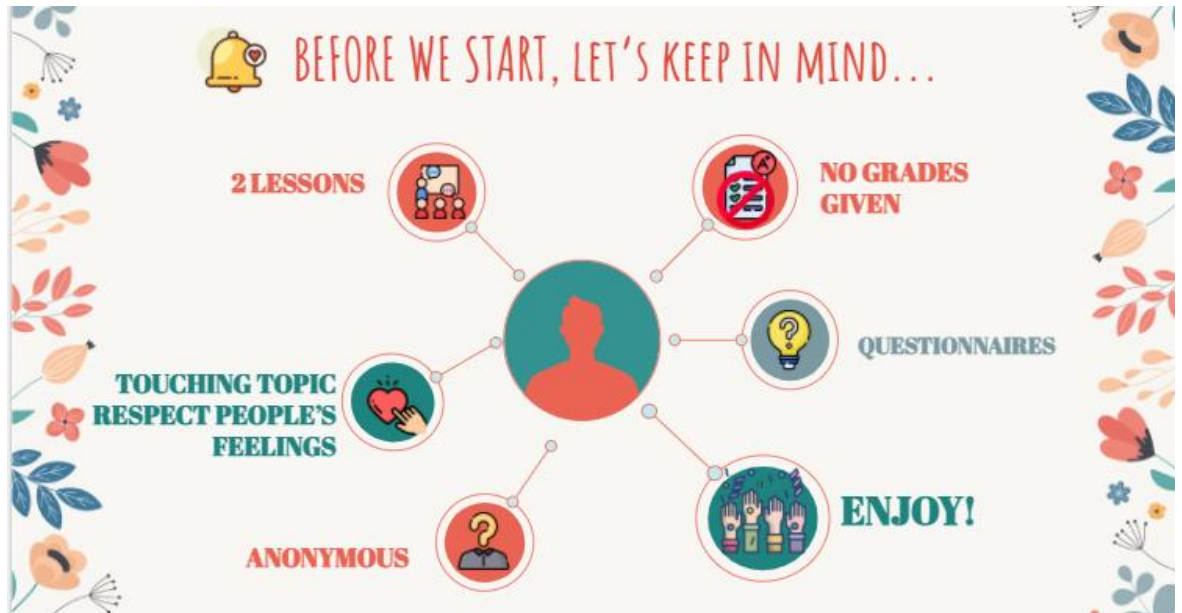 BEFORE WE START, LET'S KEEP IN MIND...
2 LESSONS
NO GRADES
GIVEN
QUESTIONNAIRES
TOUCHING TOPIC
RESPECT PEOPLE'S
FEELINGS
ENJOY!
ANONYMOUS